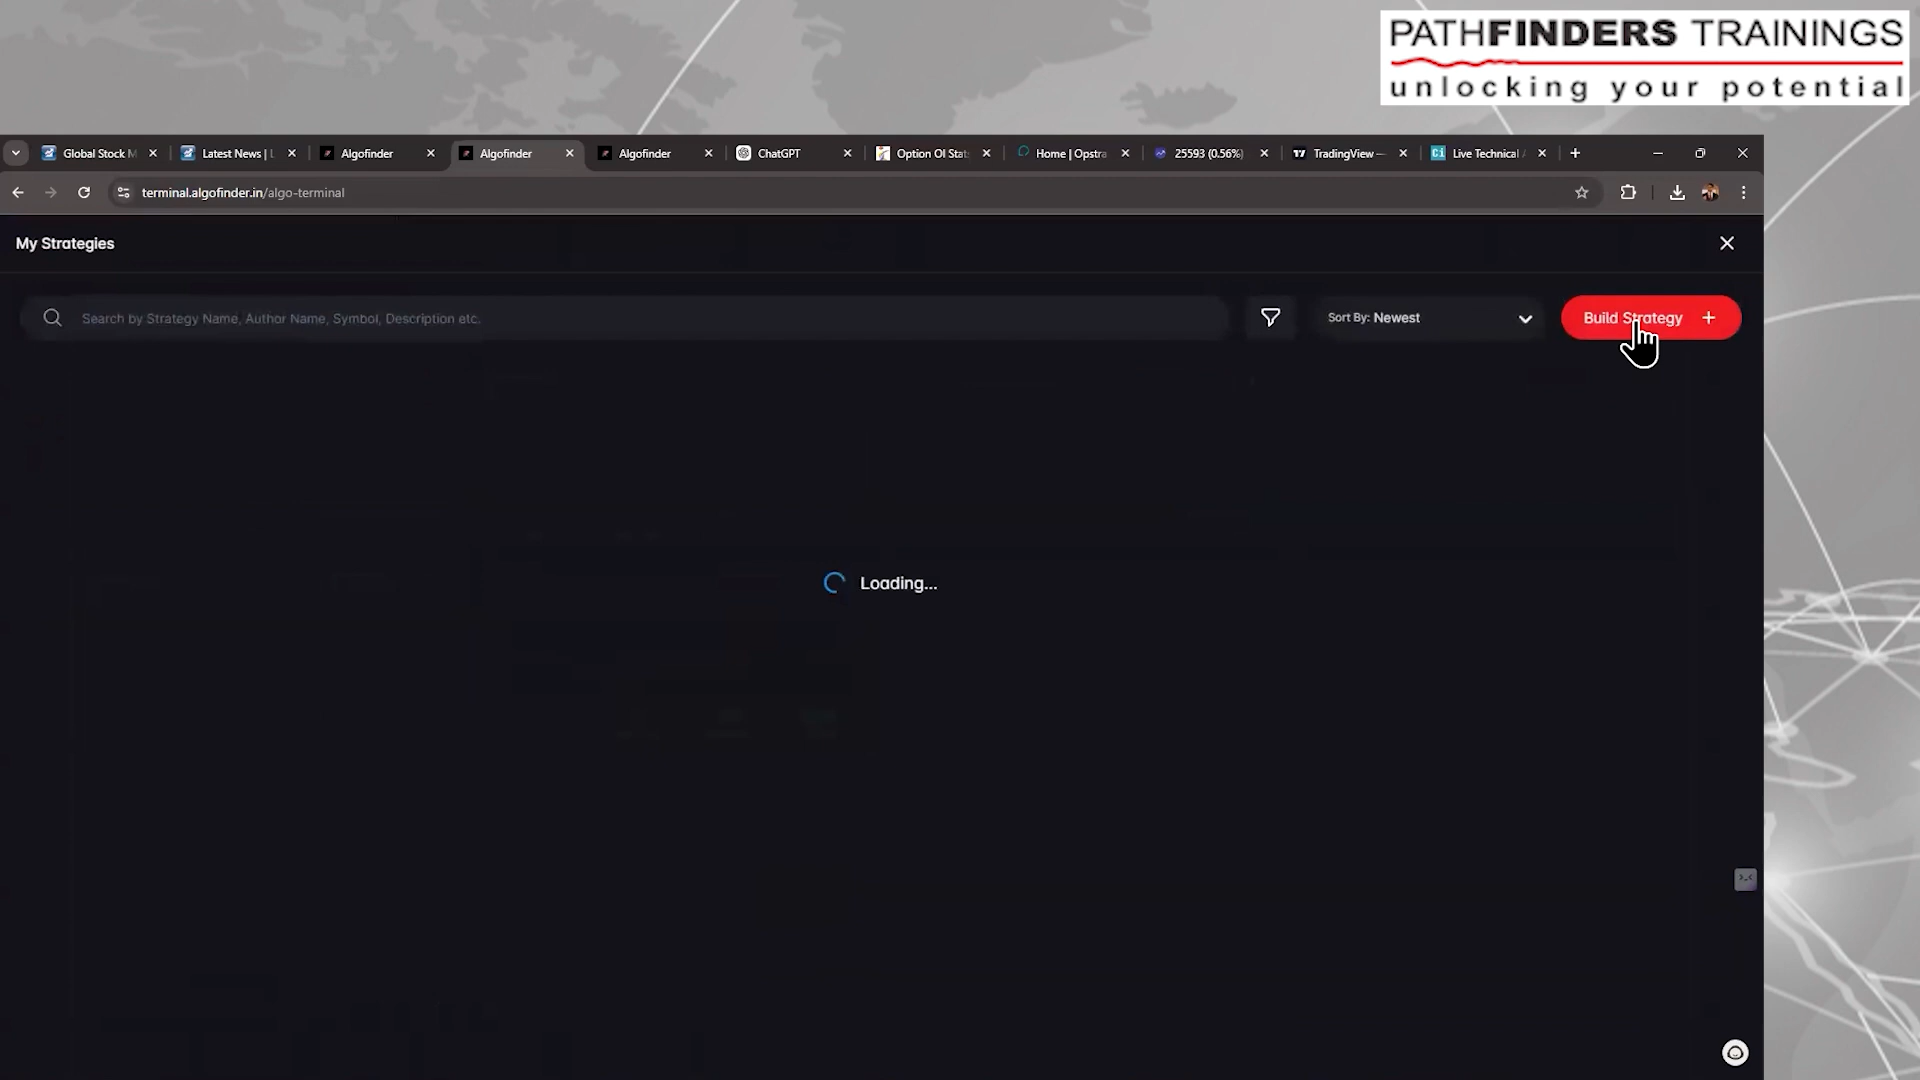 PATHFINDERS TRAININGS
unlocking your potential
Global Stock M
Latest News | L
Algofinder
Algofinder
Algofinder
ChatGPT
Option OI Stat
Home | Opstra
25593 (0.56%)
TradingView —
Live Technical
terminal.algofinder.in/algo-terminal
My Strategies
Search by Strategy Name, Author Name, Symbol, Description etc.
Sort By: Newest
Build Strategy +
Loading...